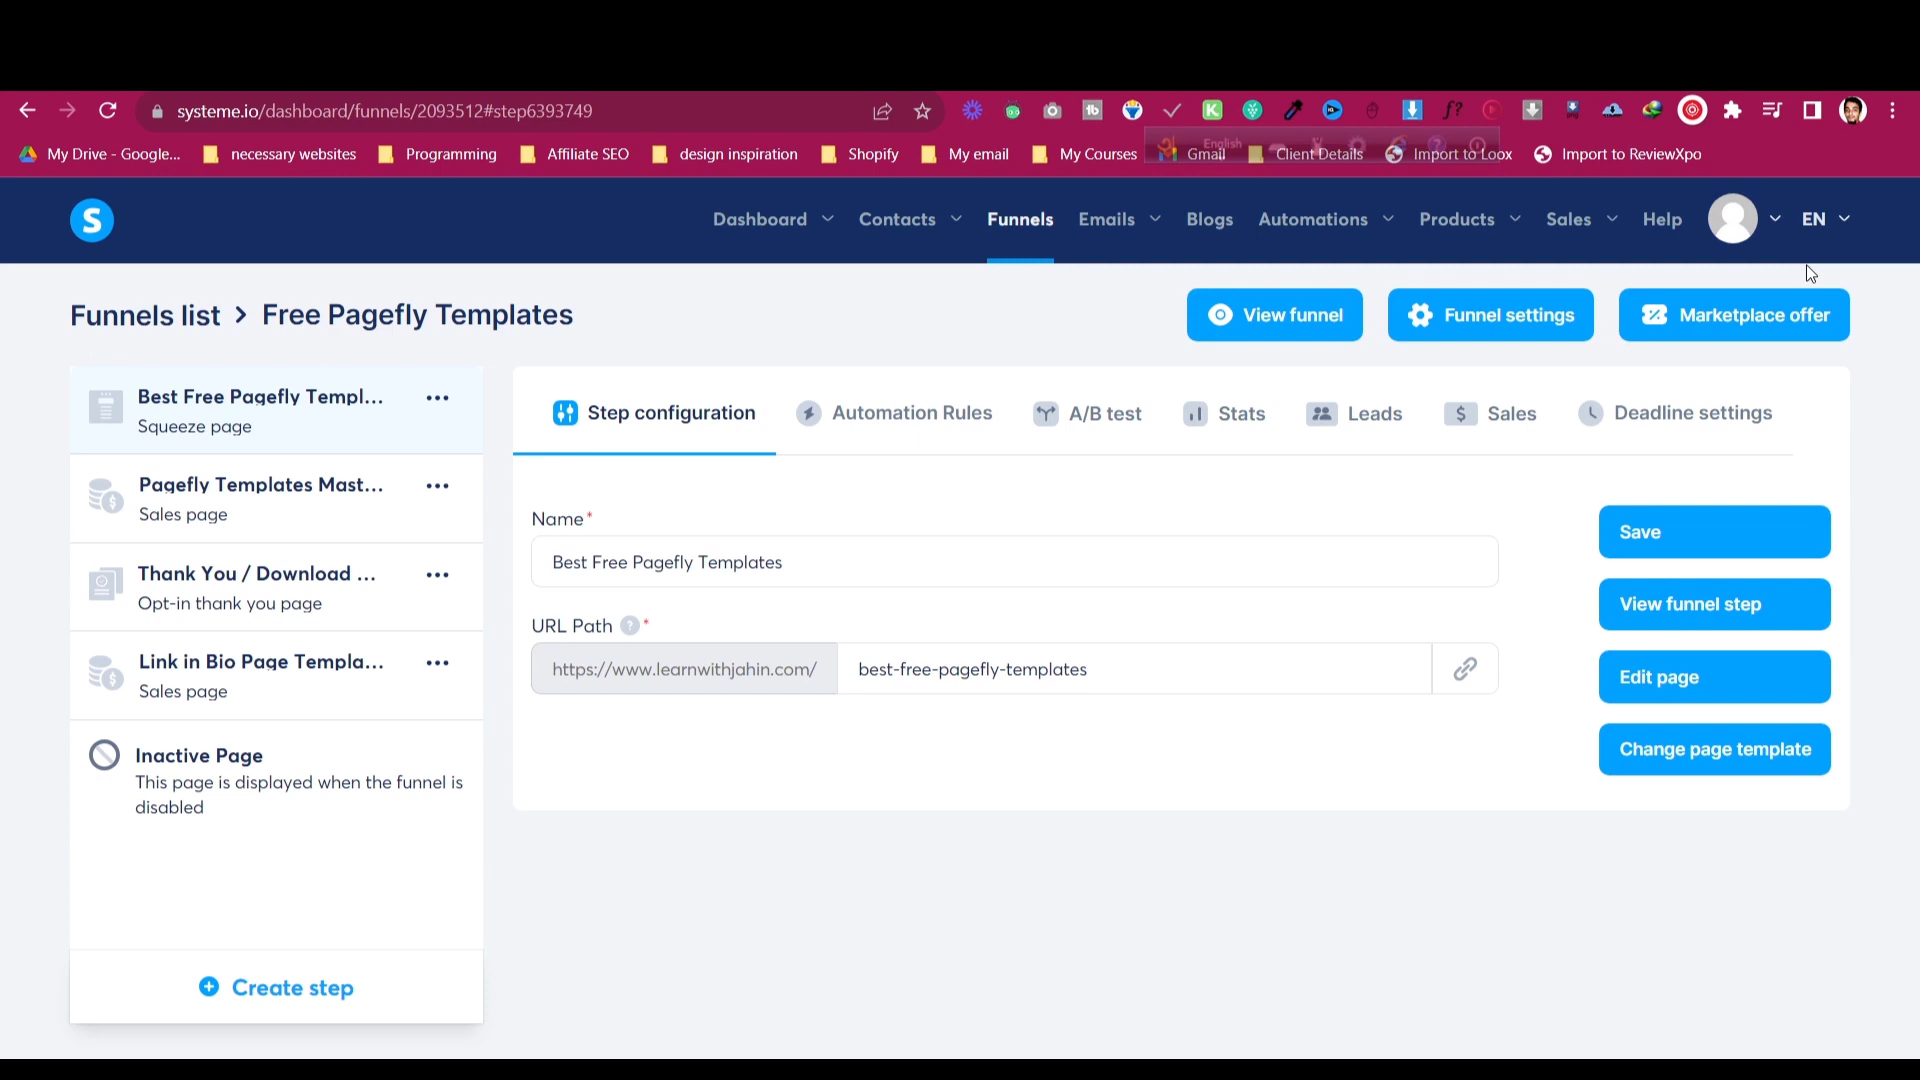 systeme.io/dashboard/funnels/2093512#step6393749
My Drive - Google... necessary websites Programming Affiliate SEO design inspiration Shopify My email My Courses Gmail Client Details Import to Loox Import to ReviewXpo
English
S Dashboard Contacts Funnels Emails Blogs Automations Products Sales Help EN
Funnels list > Free Pagefly Templates View funnel Funnel settings Marketplace offer
Best Free Pagefly Templ...
Squeeze page
Pagefly Templates Mast...
Sales page
Thank You / Download ...
Opt-in thank you page
Link in Bio Page Templa...
Sales page
Inactive Page
This page is displayed when the funnel is
disabled
Create step
Step configuration Automation Rules A/B test Stats Leads Sales Deadline settings
Name*
Best Free Pagefly Templates
URL Path ? *
https://www.learnwithjahin.com/ best-free-pagefly-templates
Save
View funnel step
Edit page
Change page template